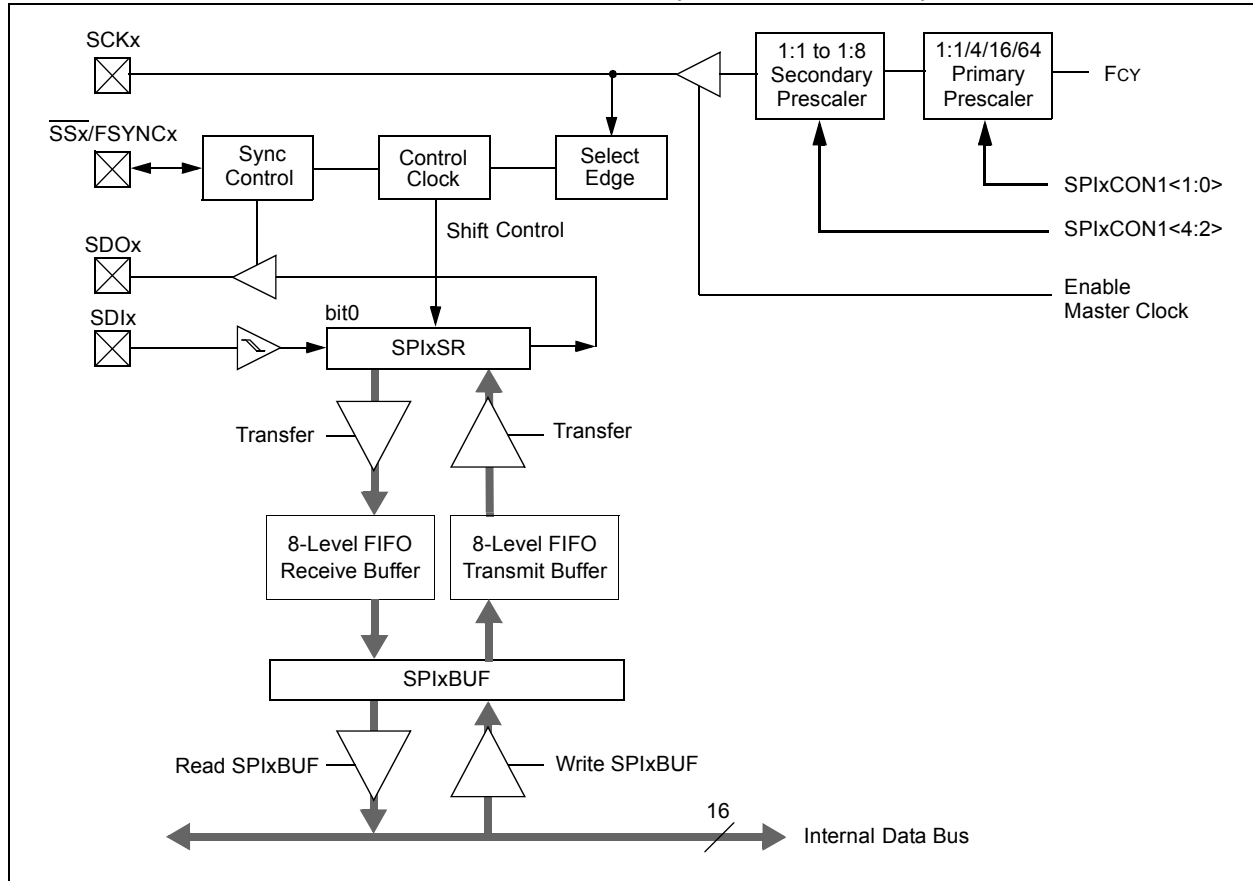 SCKx
1:1 to 1:8
Secondary
Prescaler
1:1/4/16/64
Primary
Prescaler
FCY
SSx/FSYNCx
Sync
Control
Control
Clock
Select
Edge
SPIxCON1<1:0>
SPIxCON1<4:2>
Shift Control
SDOx
Enable
Master Clock
SDIx
bit0
SPIxSR
Transfer
Transfer
8-Level FIFO
Receive Buffer
8-Level FIFO
Transmit Buffer
SPIxBUF
Read SPIxBUF
Write SPIxBUF
16
Internal Data Bus